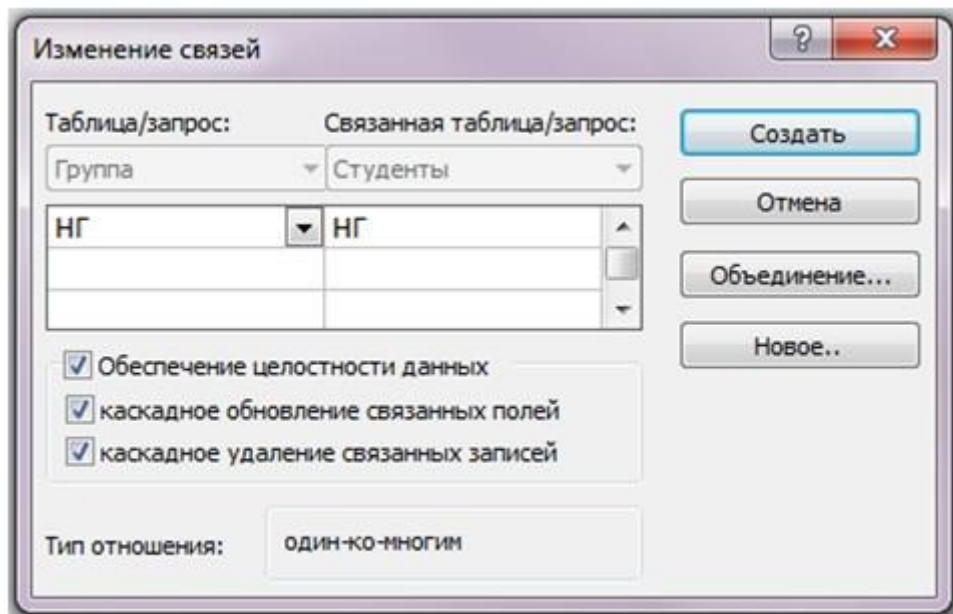 Изменение связей
?
X
Таблица/запрос: Связанная таблица/запрос:
Группа Студенты
НГ НГ
Обеспечение целостности данных
каскадное обновление связанных полей
каскадное удаление связанных записей
Тип отношения: один-ко-многим
Создать
Отмена
Объединение...
Новое..